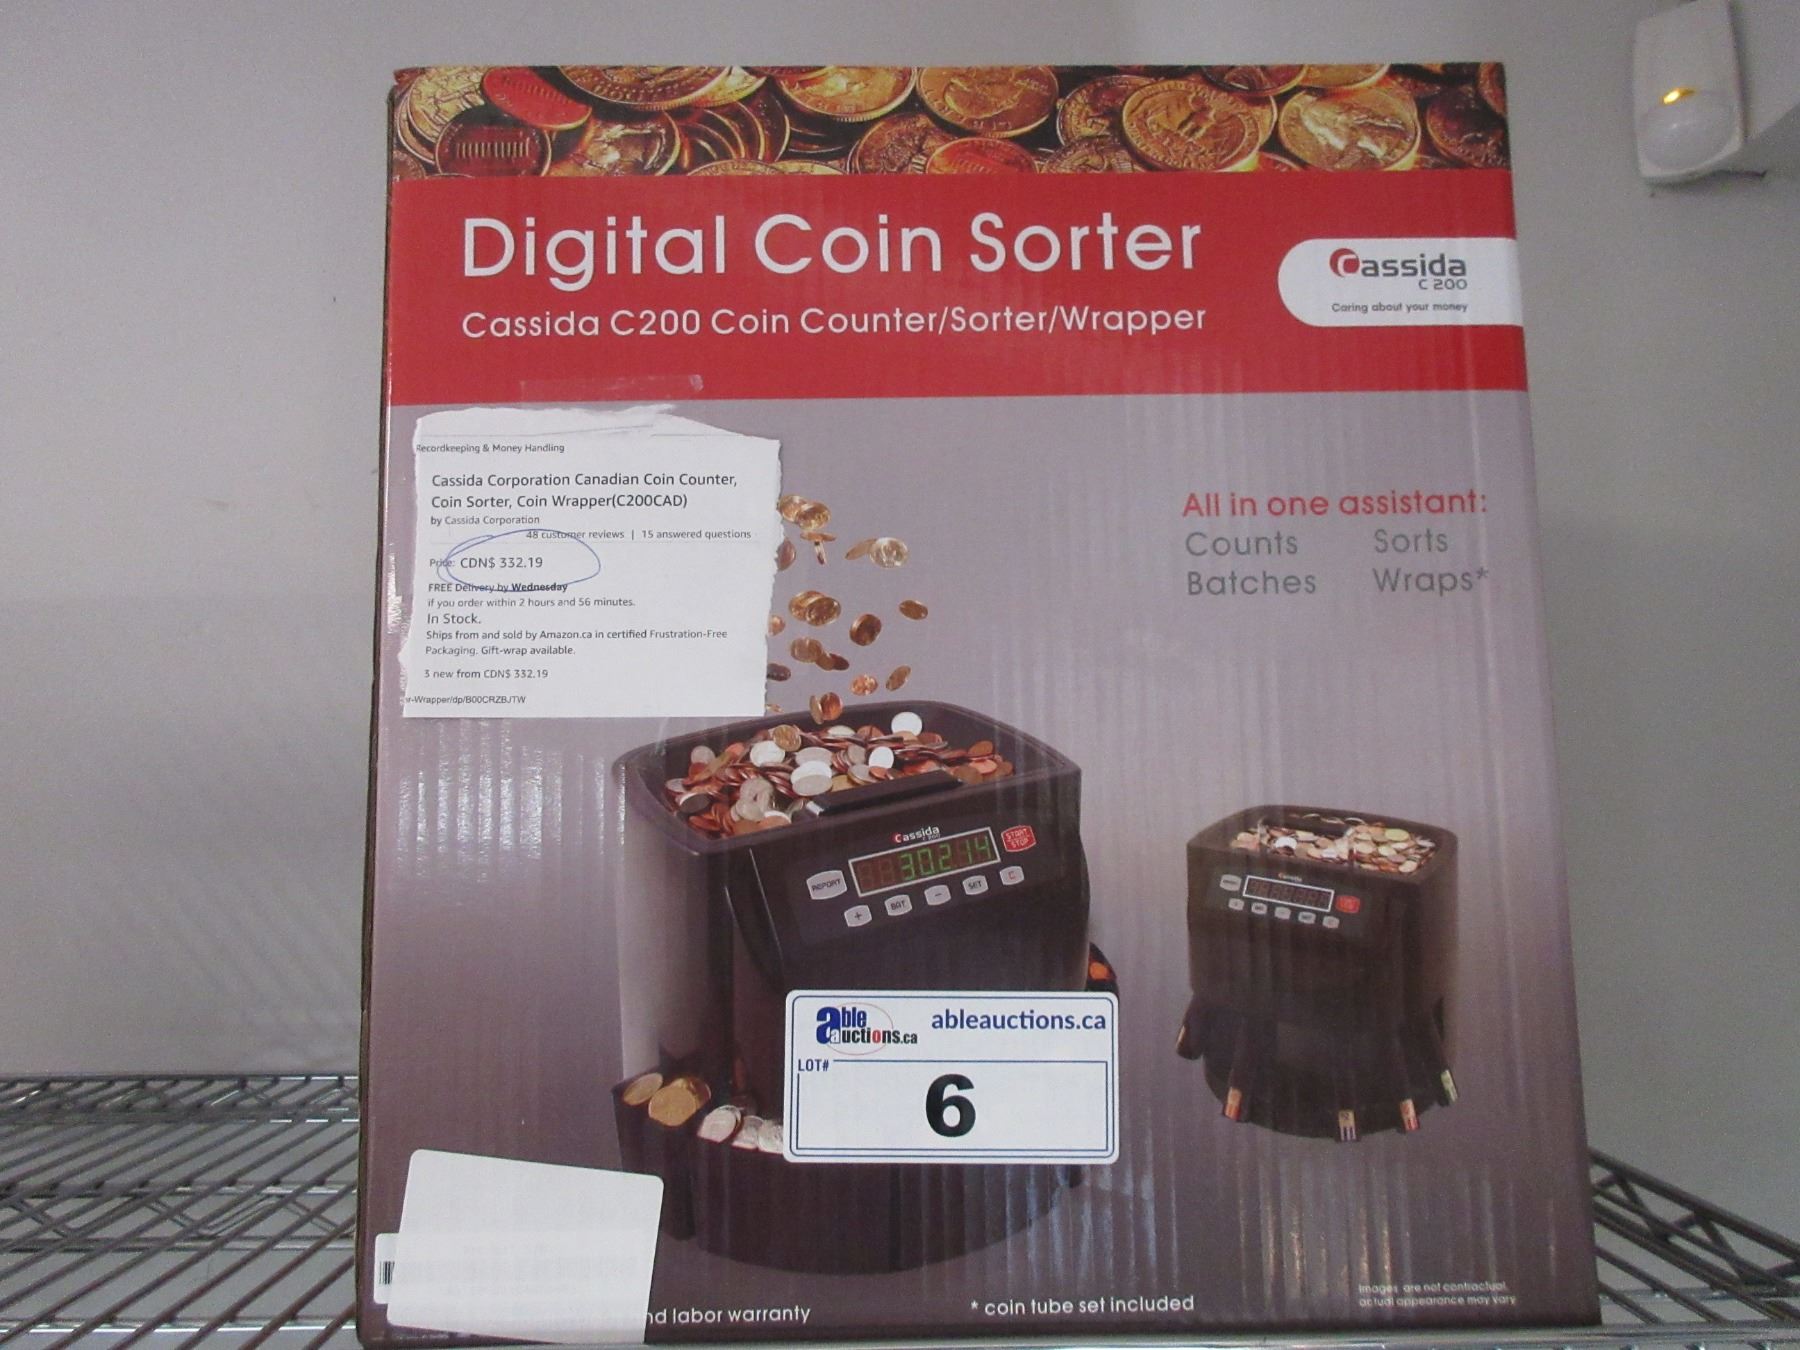 Digital Coin Sorter
Cassida C200 Coin Counter/Sorter/Wrapper
Cassida
C 200
Caring about your money
Recordkeeping & Money Handling
Cassida Corporation Canadian Coin Counter,
Coin Sorter, Coin Wrapper(C200CAD)
by Cassida Corporation
48 customer reviews | 15 answered questions
Price: CDN$ 332.19
FREE Delivery by Wednesday
if you order within 2 hours and 56 minutes.
In Stock.
Ships from and sold by Amazon.ca in certified Frustration-Free
Packaging. Gift-wrap available.
3 new from CDN$ 332.19
r-Wrapper/dp/B00CRZBJTW
All in one assistant:
Counts Sorts
Batches Wraps*
Cassida
START
STOP
REPORT
302.14
+ BAT - SET C
Cassida
able
auctions.ca
ableauctions.ca
LOT#
6
nd labor warranty
* coin tube set included
Images are not contractual,
actual appearance may vary